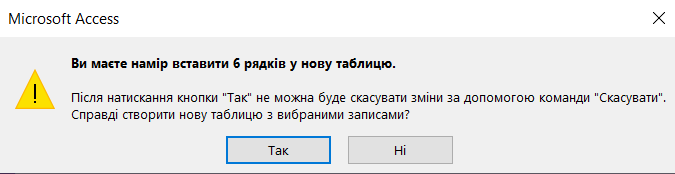 Microsoft Access
Ви маєте намір вставити 6 рядків у нову таблицю.
Після натискання кнопки "Так" не можна буде скасувати зміни за допомогою команди "Скасувати".
Справді створити нову таблицю з вибраними записами?
Так
Ні